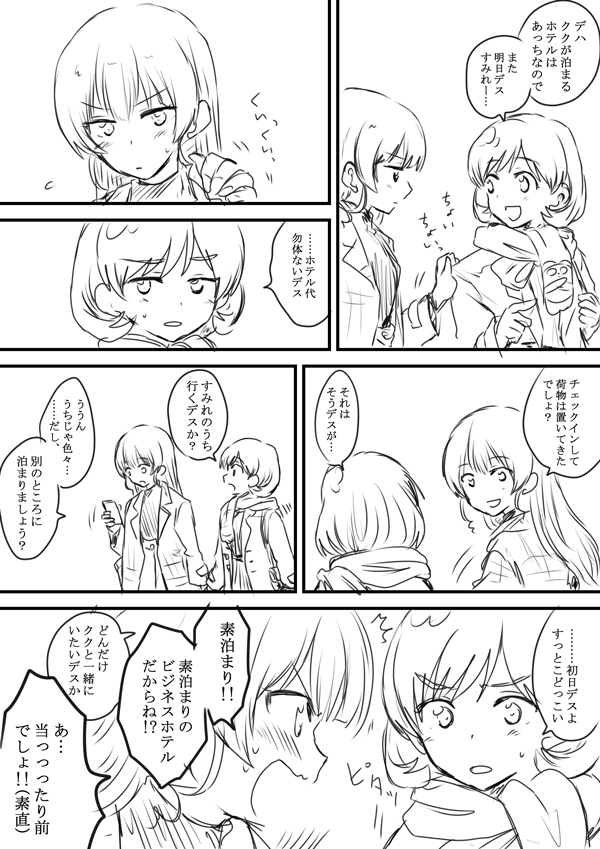 デハ
ククが泊まる
ホテルは
あっちなので
また
明日デス
すみれー…
ちょい
ちょい。
くいっ
くい。
……ホテル代
勿体ないデス
チェックインして
荷物は置いてきた
でしょ？
それは
そうデスが…
すみれのうち
行くデスか？
ううん
うちじゃ色々…
……だし、
別のところに
泊まりましょう？
………初日デスよ
すっとこどっこい
ピタッ
素泊まり！！
素泊まりの
ビジネスホテル
だからね！？
どんだけ
ククと一緒に
いたいデスか
あ…
当っっったり前
でしょ！！（素直）